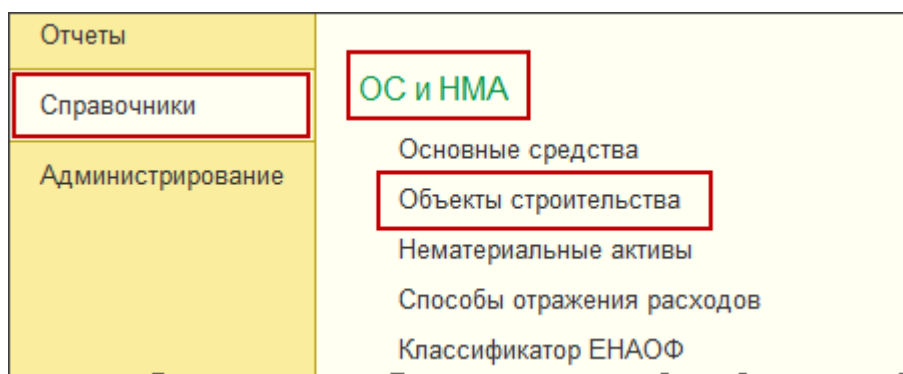 Отчеты
Справочники
Администрирование
ОС и НМА
Основные средства
Объекты строительства
Нематериальные активы
Способы отражения расходов
Классификатор ЕНАОФ